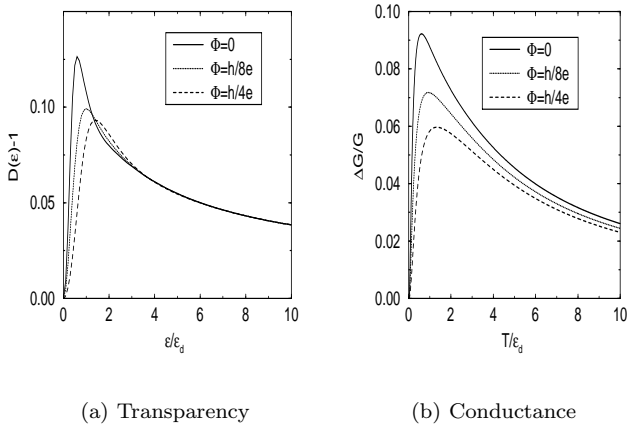 0.10
0.05
0.00
D(ε)-1
Φ=0
Φ=h/8e
Φ=h/4e
0 2 4 6 8 10
ε/ε_d
0.10
0.08
0.06
0.04
0.02
0.00
ΔG/G
Φ=0
Φ=h/8e
Φ=h/4e
0 2 4 6 8 10
T/ε_d
(a) Transparency
(b) Conductance